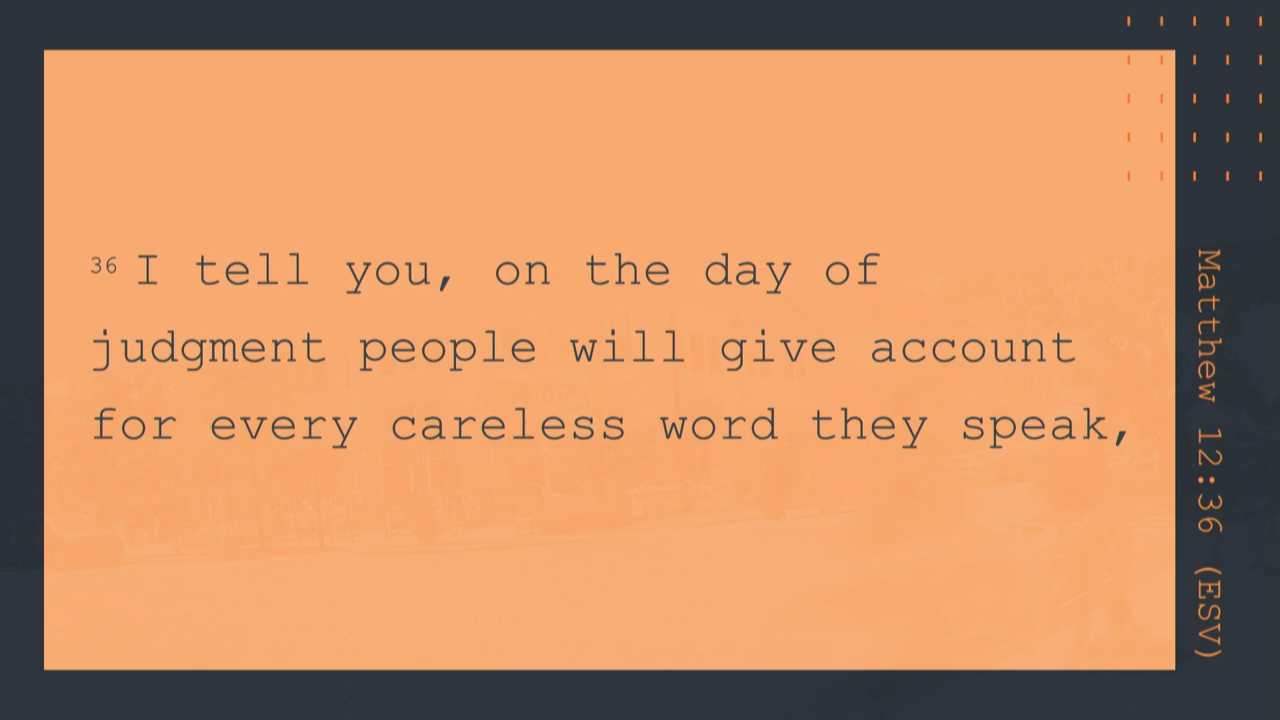 36 I tell you, on the day of
judgment people will give account
for every careless word they speak,
Matthew 12:36 (ESV)